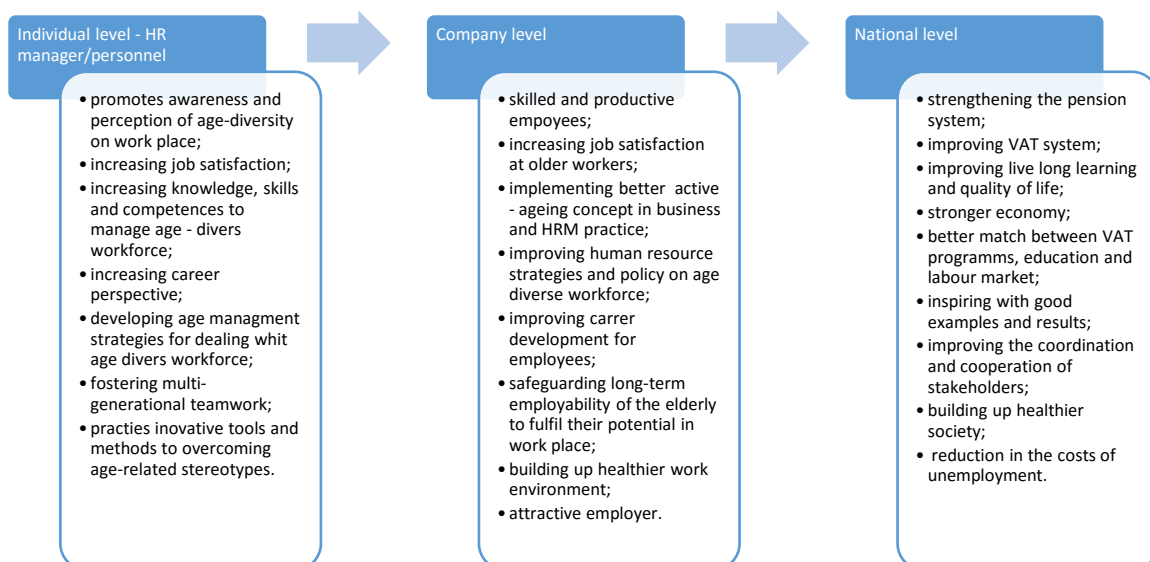 Individual level - HR
manager/personnel
• promotes awareness and
perception of age-diversity
on work place;
• increasing job satisfaction;
• increasing knowledge, skills
and competences to
manage age - divers
workforce;
• increasing career
perspective;
• developing age managment
strategies for dealing whit
age divers workforce;
• fostering multi-
generational teamwork;
• practies inovative tools and
methods to overcoming
age-related stereotypes.
Company level
• skilled and productive
empoyees;
• increasing job satisfaction
at older workers;
• implementing better active
- ageing concept in business
and HRM practice;
• improving human resource
strategies and policy on age
diverse workforce;
• improving carrer
development for
employees;
• safeguarding long-term
employability of the elderly
to fulfil their potential in
work place;
• building up healthier work
environment;
• attractive employer.
National level
• strengthening the pension
system;
• improving VAT system;
• improving live long learning
and quality of life;
• stronger economy;
• better match between VAT
programms, education and
labour market;
• inspiring with good
examples and results;
• improving the coordination
and cooperation of
stakeholders;
• building up healthier
society;
• reduction in the costs of
unemployment.